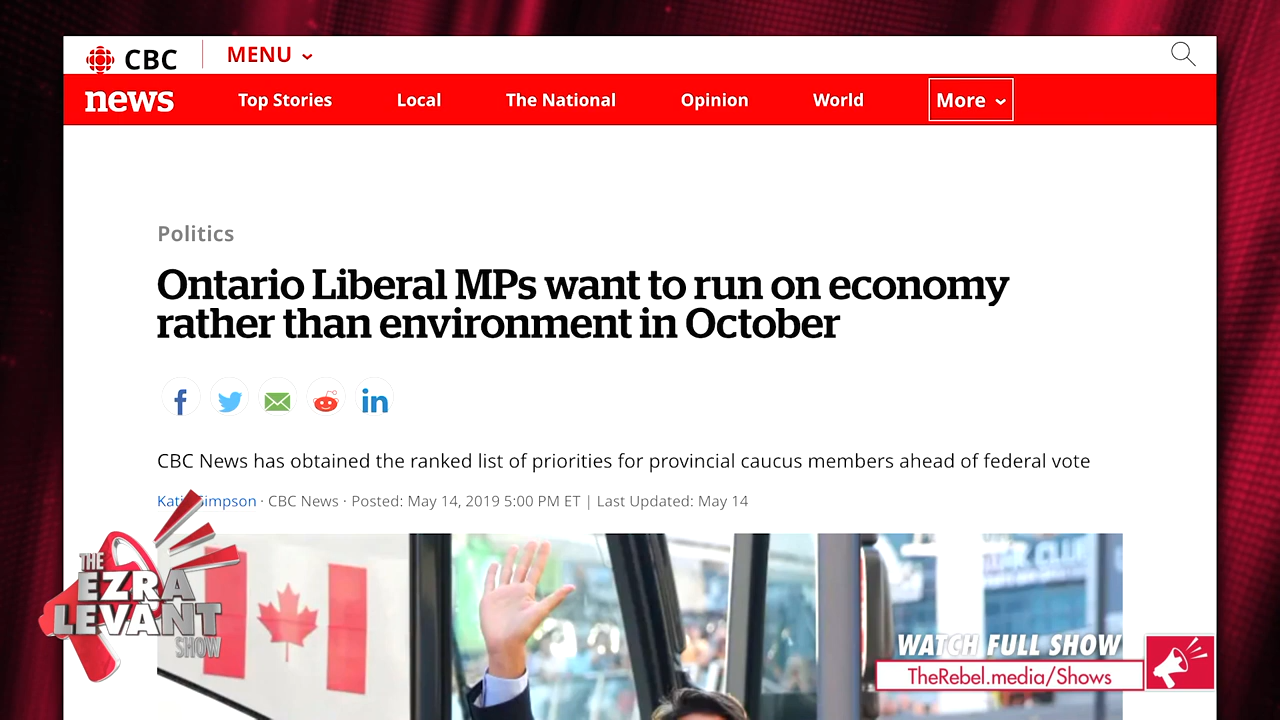 CBC
MENU
news
Top Stories
Local
The National
Opinion
World
More
Politics
Ontario Liberal MPs want to run on economy
rather than environment in October
CBC News has obtained the ranked list of priorities for provincial caucus members ahead of federal vote
Simpson · CBC News · Posted: May 14, 2019 5:00 PM ET | Last Updated: May 14
THE
EZRA
LEVANT
SHOW
WATCH FULL SHOW
TheRebel.media/Shows